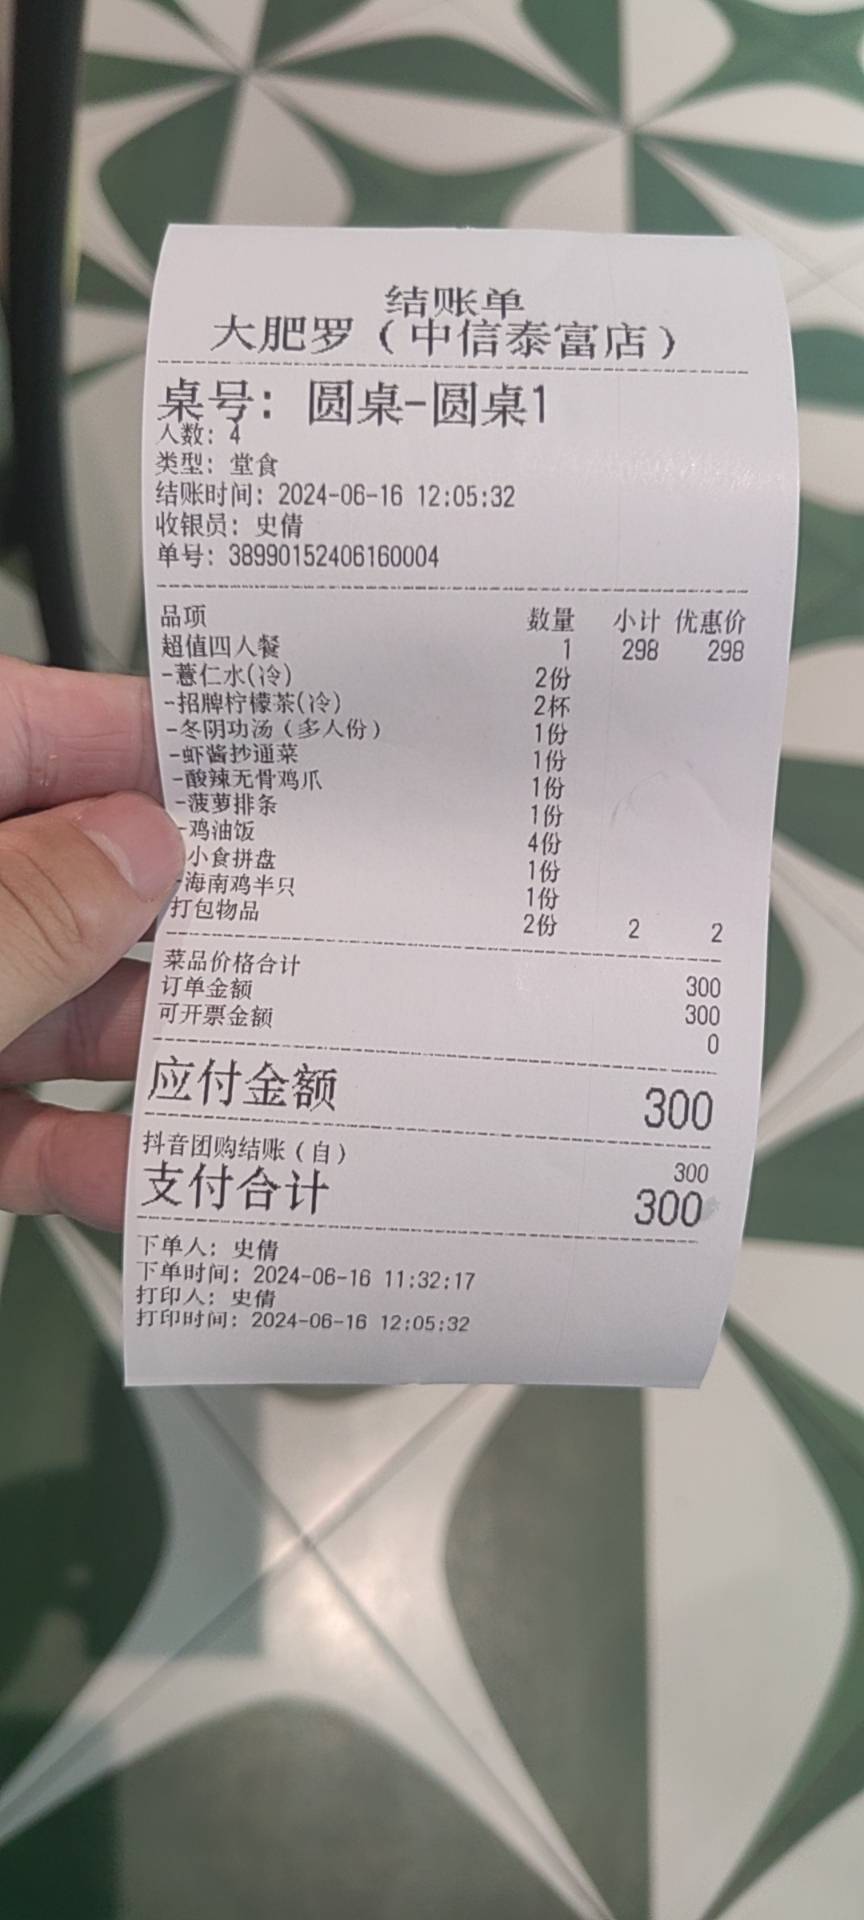 结账单
大肥罗（中信泰富店）
桌号：圆桌-圆桌1
人数：4
类型：堂食
结账时间：2024-06-16 12:05:32
收银员：史倩
单号：38990152406160004
品项 数量 小计 优惠价
超值四人餐 1 298 298
-薏仁水(冷) 2份
-招牌柠檬茶(冷) 2杯
-冬阴功汤（多人份） 1份
-虾酱抄通菜 1份
-酸辣无骨鸡爪 1份
-菠萝排条 1份
-鸡油饭 4份
小食拼盘 1份
-海南鸡半只 1份
打包物品 2份 2 2
菜品价格合计 300
订单金额 300
可开票金额 0
应付金额 300
抖音团购结账（自） 300
支付合计 300
下单人：史倩
下单时间：2024-06-16 11:32:17
打印人：史倩
打印时间：2024-06-16 12:05:32